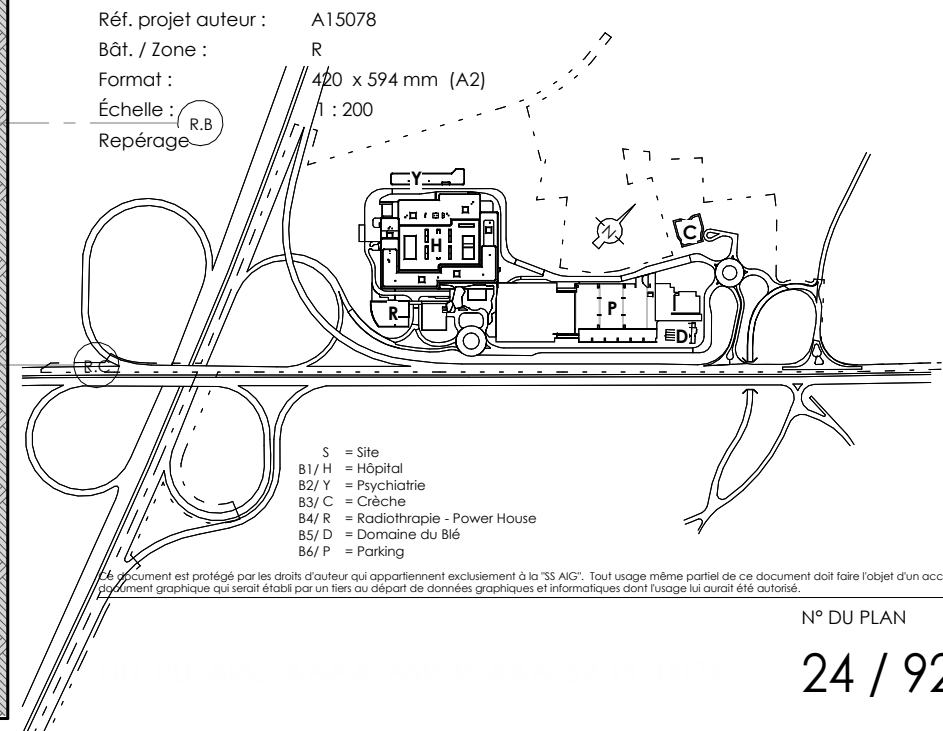 Réf. projet auteur : A15078
Bât. / Zone : R
Format : 420 x 594 mm (A2)
Échelle : 1 : 200
R.B
Repérage
Y
C
H
R
P
D
R.C
S = Site
B1/ H = Hôpital
B2/ Y = Psychiatrie
B3/ C = Crèche
B4/ R = Radiothrapie - Power House
B5/ D = Domaine du Blé
B6/ P = Parking
Ce document est protégé par les droits d'auteur qui appartiennent exclusiement à la "SS AIG". Tout usage même partiel de ce document doit faire l'objet d'un acc
document graphique qui serait établi par un tiers au départ de données graphiques et informatiques dont l'usage lui aurait été autorisé.
N° DU PLAN
24 / 92